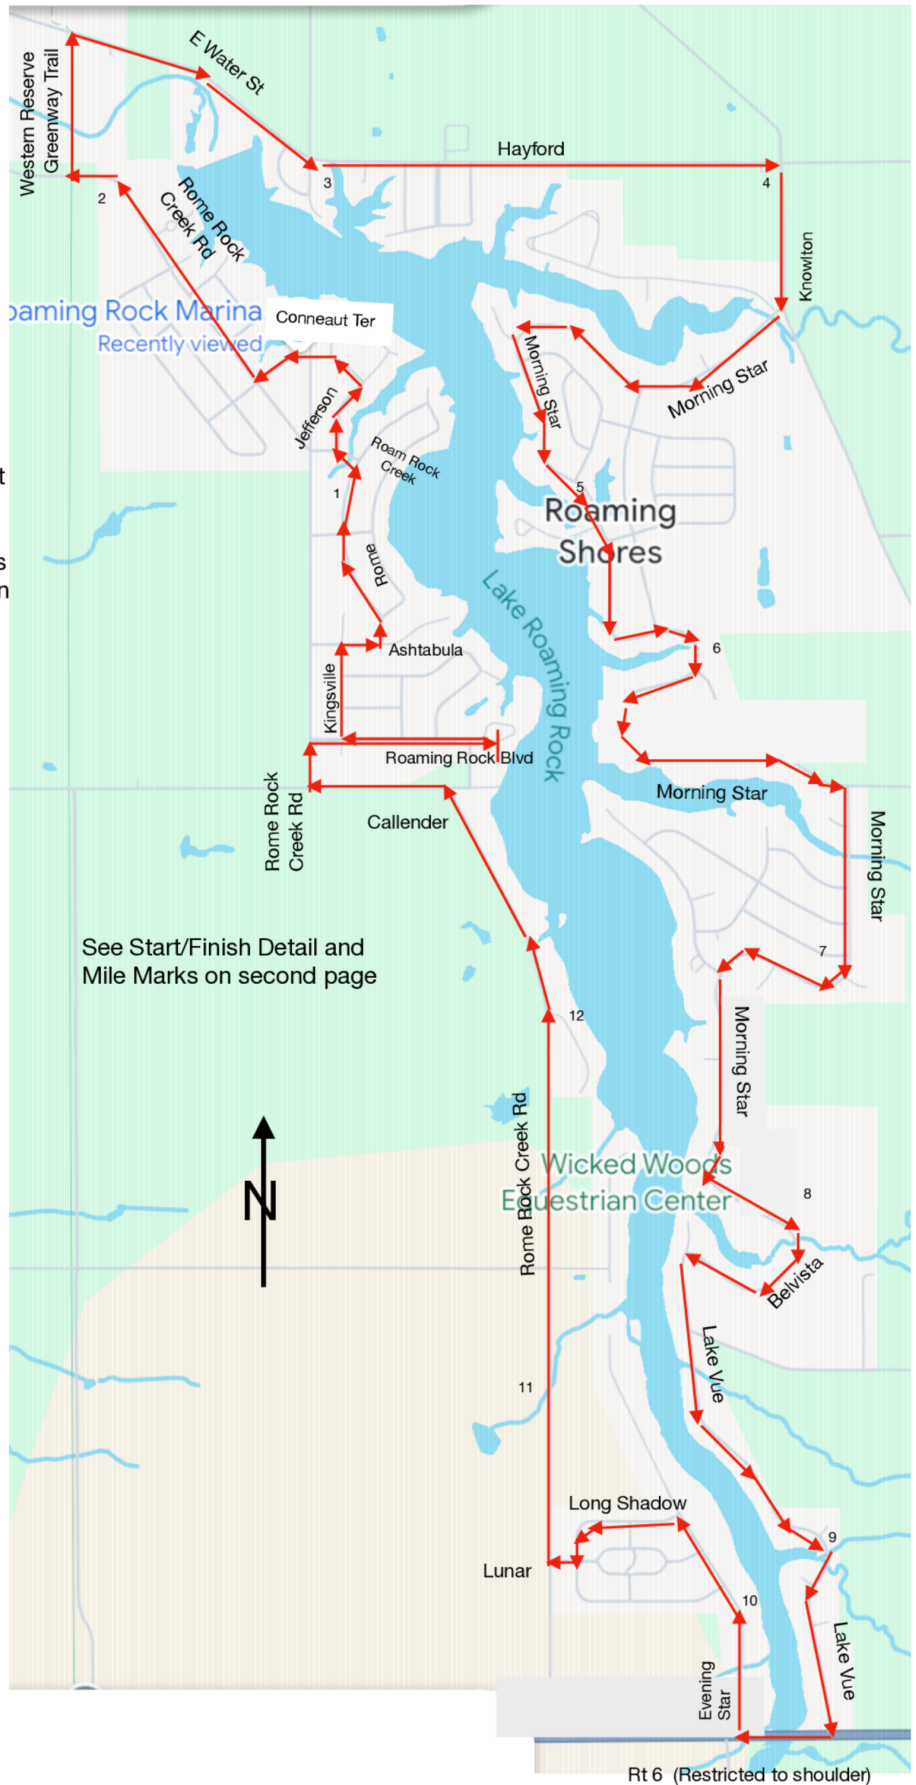 E Water St
Western Reserve
Greenway Trail
Hayford
3
4
2
Rome Rock
Creek Rd
Knowlton
oaming Rock Marina
Recently viewed
Conneaut Ter
Morning Star
Morning Star
Jefferson
Roam Rock
Creek
t
1
5
Roaming
Shores
s
n
Rome
Lake Roaming Rock
Ashtabula
6
Kingsville
Roaming Rock Blvd
Rome Rock
Creek Rd
Callender
Morning Star
Morning Star
See Start/Finish Detail and
Mile Marks on second page
7
12
Morning Star
N
Rome Rock Creek Rd
Wicked Woods
Equestrian Center
8
Belvista
Lake Vue
11
Long Shadow
9
Lunar
10
Evening
Star
Lake Vue
Rt 6 (Restricted to shoulder)